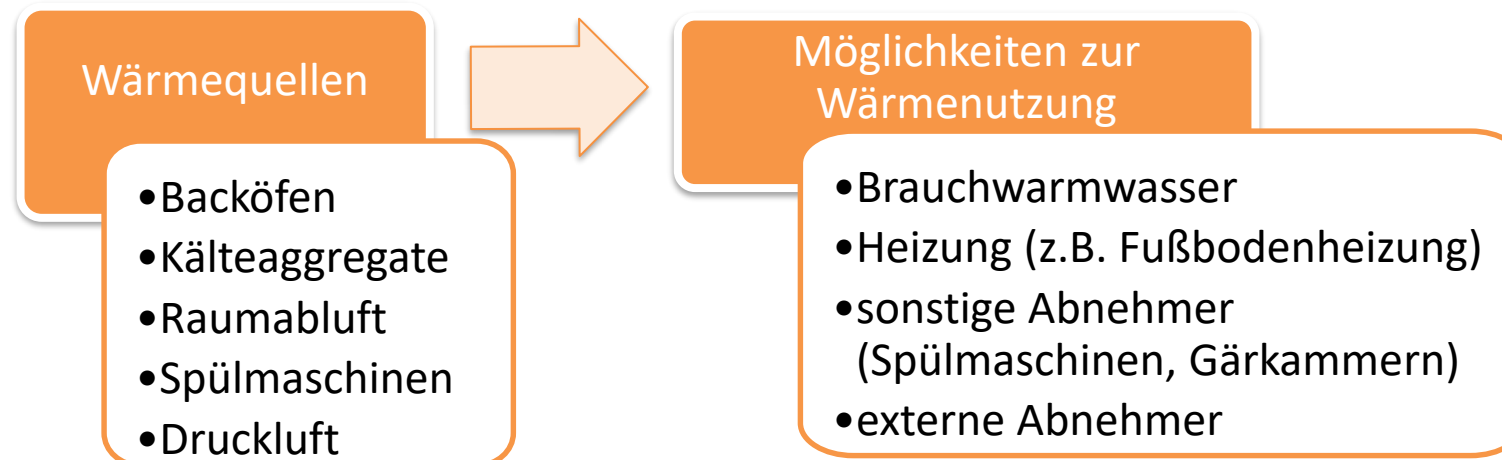 Wärmequellen
•Backöfen
•Kälteaggregate
•Raumabluft
•Spülmaschinen
•Druckluft
Möglichkeiten zur
Wärmenutzung
•Brauchwarmwasser
•Heizung (z.B. Fußbodenheizung)
•sonstige Abnehmer
(Spülmaschinen, Gärkammern)
•externe Abnehmer